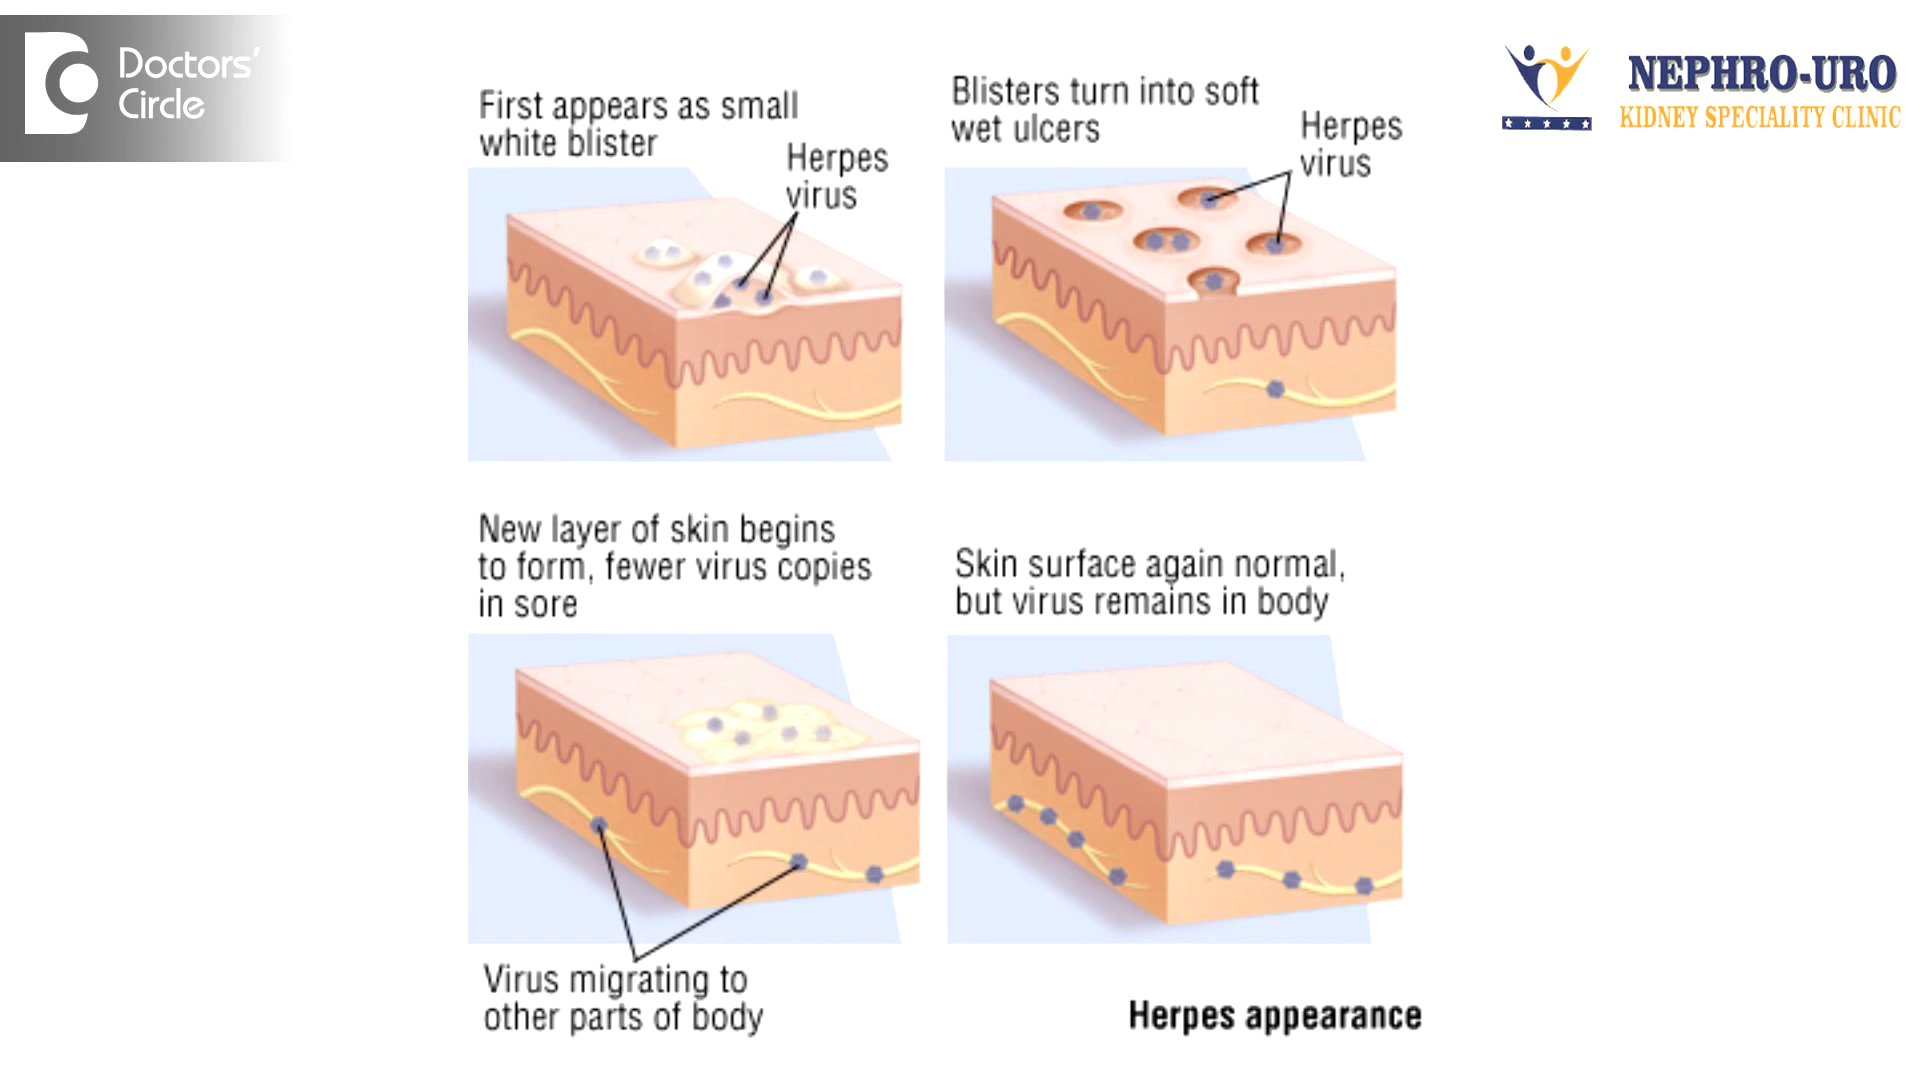 Doctors'
Circle
NEPHRO-URO
KIDNEY SPECIALITY CLINIC
First appears as small
white blister
Herpes
virus
Blisters turn into soft
wet ulcers
Herpes
virus
New layer of skin begins
to form, fewer virus copies
in sore
Skin surface again normal,
but virus remains in body
Virus migrating to
other parts of body
Herpes appearance